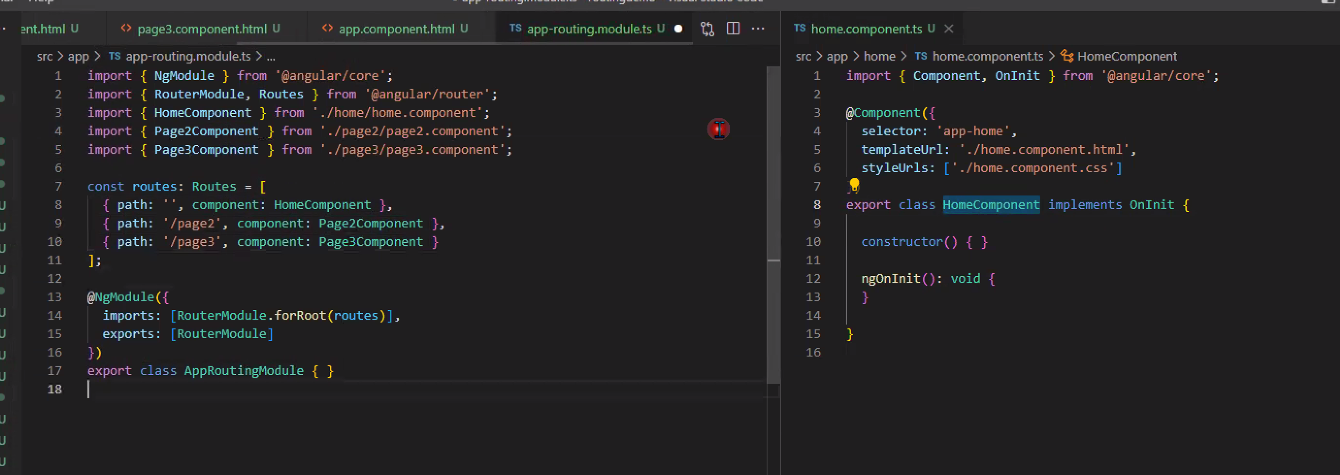 ent.html U
page3.component.html U
app.component.html U
TS app-routing.module.ts U
src > app > TS app-routing.module.ts > ...
1 import { NgModule } from '@angular/core';
2 import { RouterModule, Routes } from '@angular/router';
3 import { HomeComponent } from './home/home.component';
4 import { Page2Component } from './page2/page2.component';
5 import { Page3Component } from './page3/page3.component';
6
7 const routes: Routes = [
8 { path: '', component: HomeComponent },
9 { path: '/page2', component: Page2Component },
10 { path: '/page3', component: Page3Component }
11 ];
12
13 @NgModule({
14 imports: [RouterModule.forRoot(routes)],
15 exports: [RouterModule]
16 })
17 export class AppRoutingModule { }
18
TS home.component.ts U
src > app > home > TS home.component.ts > HomeComponent
1 import { Component, OnInit } from '@angular/core';
2
3 @Component({
4 selector: 'app-home',
5 templateUrl: './home.component.html',
6 styleUrls: ['./home.component.css']
7
8 export class HomeComponent implements OnInit {
9
10 constructor() { }
11
12 ngOnInit(): void {
13 }
14
15 }
16